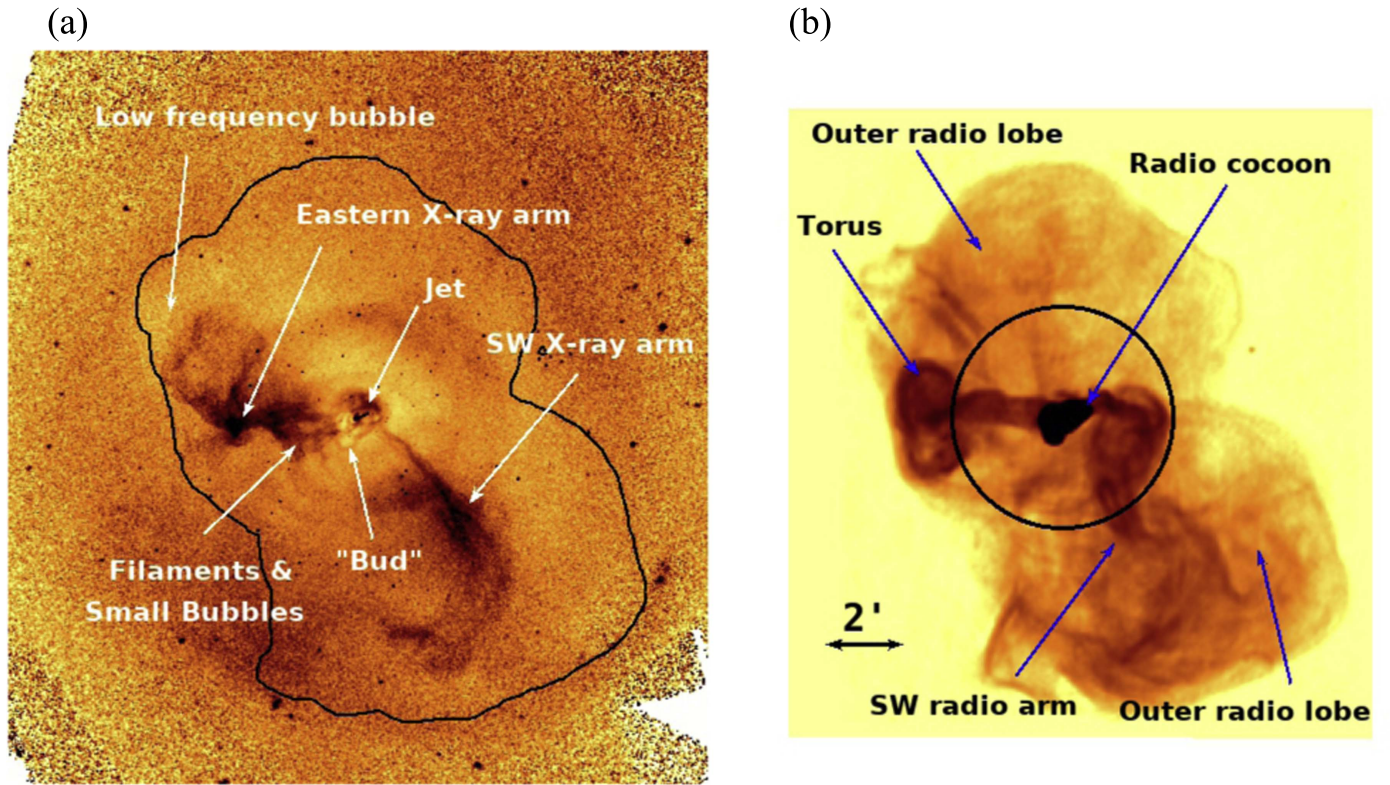 (a)
Low frequency bubble
Eastern X-ray arm
Jet
SW X-ray arm
"Bud"
Filaments &
Small Bubbles
(b)
Outer radio lobe
Radio cocoon
Torus
2'
SW radio arm
Outer radio lobe